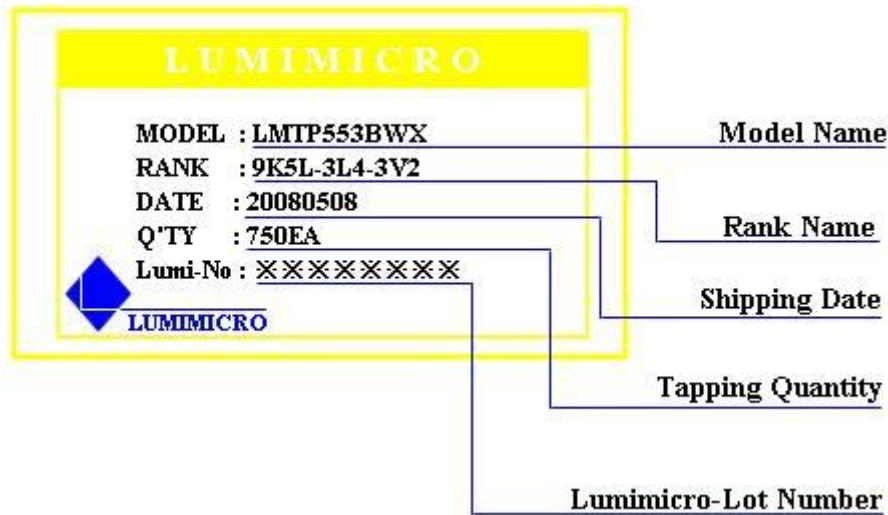 LUMIMICRO
MODEL : LMTP553BWX
Model Name
RANK : 9K5L-3L4-3V2
DATE : 20080508
Rank Name
Q'TY : 750EA
Lumi-No : ××××××××
Shipping Date
LUMIMICRO
Tapping Quantity
Lumimicro-Lot Number